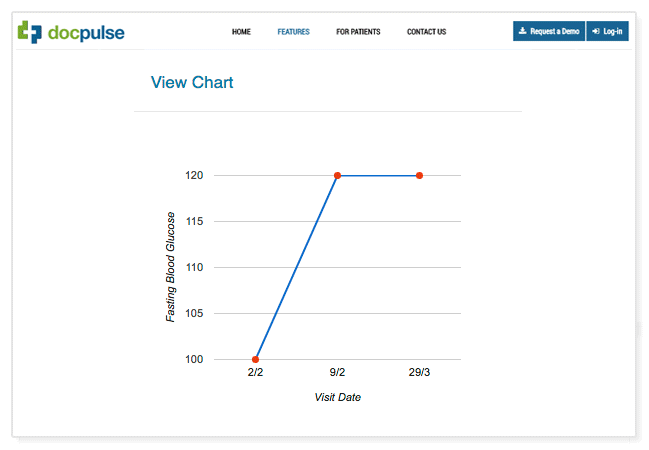 docpulse
HOME FEATURES FOR PATIENTS CONTACT US Request a Demo Log-in
View Chart
120
115
110
105
100
Fasting Blood Glucose
2/2 9/2 29/3
Visit Date